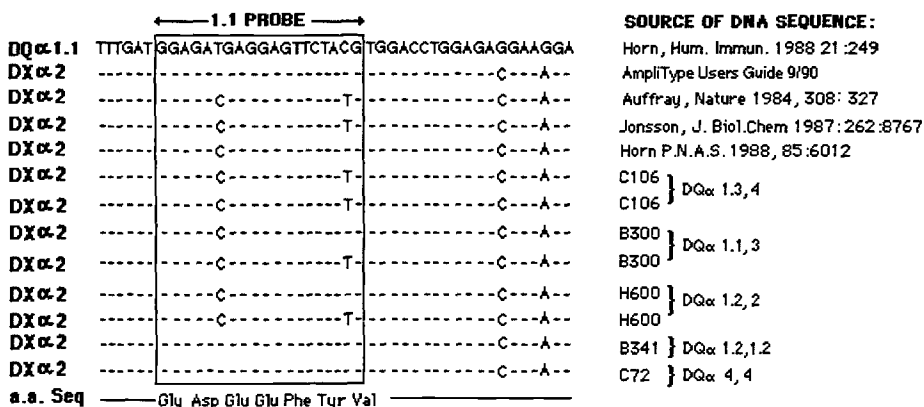 1.1 PROBE SOURCE OF DNA SEQUENCE:
DQα1.1 TTTGATGGAGATGAGGAGTTCTACGTGGACCTGGAGAGGAAGGA Horn, Hum. Immun. 1988 21:249
DXα2 -------------------------------------C---A-- AmpliType Users Guide 9/90
DXα2 -----------C-----------T-------------C---A-- Auffray, Nature 1984, 308: 327
DXα2 -----------C-----------T-------------C---A-- Jonsson, J. Biol.Chem 1987:262:8767
DXα2 -----------C-------------------------C---A-- Horn P.N.A.S. 1988, 85:6012
DXα2 -----------C-----------T-------------C---A-- C106 } DQα 1.3,4
DXα2 -----------C-----------T-------------C---A-- C106
DXα2 -----------C-------------------------C---A-- B300 } DQα 1.1,3
DXα2 -----------C-----------T-------------C---A-- B300
DXα2 -----------C-------------------------C---A-- H600 } DQα 1.2,2
DXα2 -----------C-----------T-------------C---A-- H600
DXα2 -------------------------------------C---A-- B341 } DQα 1.2,1.2
DXα2 -------------------------------------C---A-- C72 } DQα 4,4
a.a. Seq Gly Asp Glu Glu Phe Tyr Val